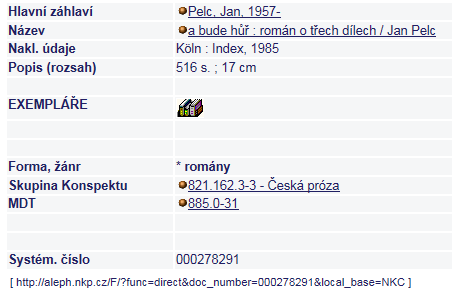 Hlavní záhlaví Pelc, Jan, 1957-
Název a bude hůř : román o třech dílech / Jan Pelc
Nakl. údaje Köln : Index, 1985
Popis (rozsah) 516 s. ; 17 cm
EXEMPLÁŘE
Forma, žánr * romány
Skupina Konspektu 821.162.3-3 - Česká próza
MDT 885.0-31
Systém. číslo 000278291
[ http://aleph.nkp.cz/F/?func=direct&doc_number=000278291&local_base=NKC ]